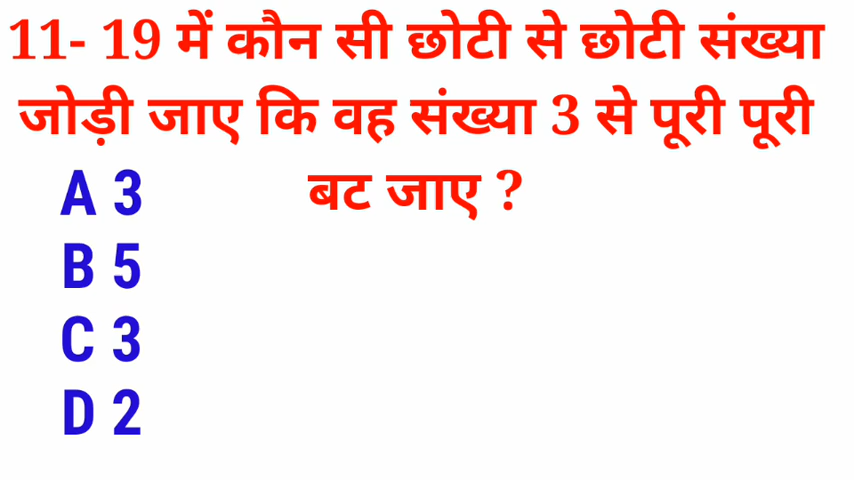 11- 19 में कौन सी छोटी से छोटी संख्या
जोड़ी जाए कि वह संख्या 3 से पूरी पूरी
बट जाए ?
A 3
B 5
C 3
D 2